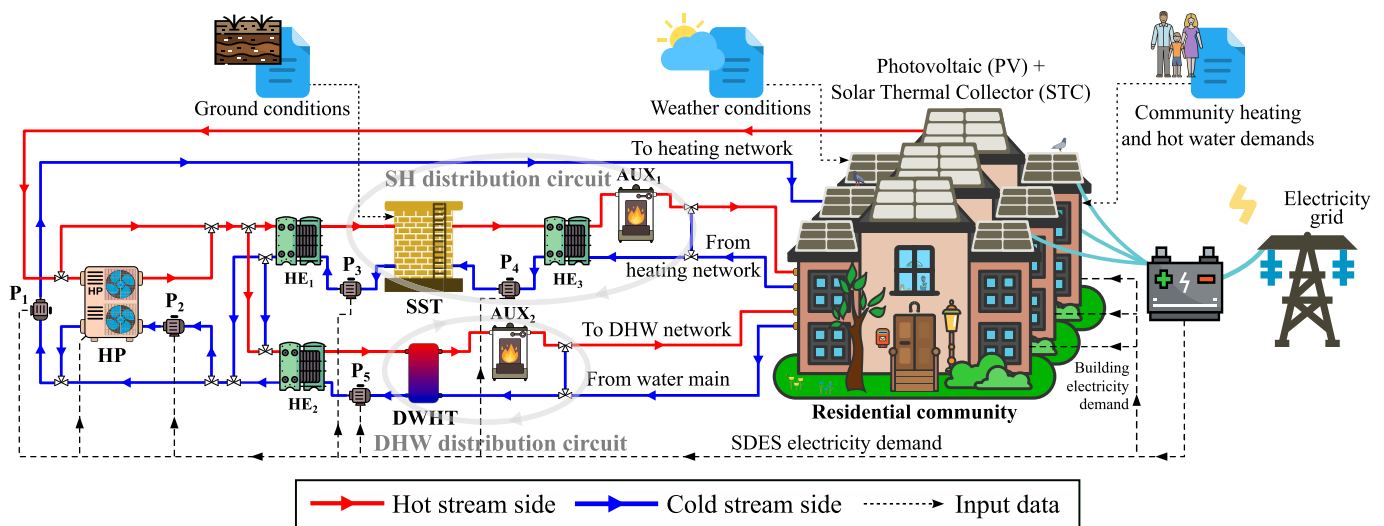 Ground conditions
Weather conditions
Photovoltaic (PV) +
Solar Thermal Collector (STC)
Community heating
and hot water demands
To heating network
SH distribution circuit
AUX1
Electricity
grid
From
heating network
HE1
P3
SST
P4
HE3
P1
HP
P2
HP
AUX2
To DHW network
HE2
P5
DWHT
From water main
DHW distribution circuit
Residential community
Building
electricity
demand
SDES electricity demand
Hot stream side
Cold stream side
Input data